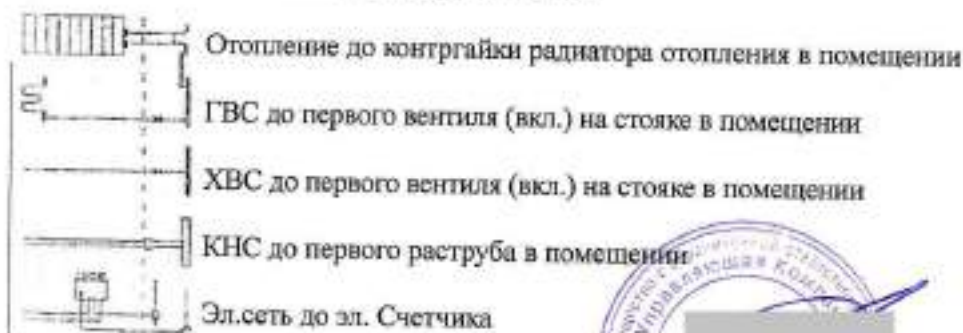 Отопление до контргайки радиатора отопления в помещении
ГВС до первого вентиля (вкл.) на стояке в помещении
ХВС до первого вентиля (вкл.) на стояке в помещении
КНС до первого раструба в помещении
Эл.сеть до эл. Счетчика
Управляющая